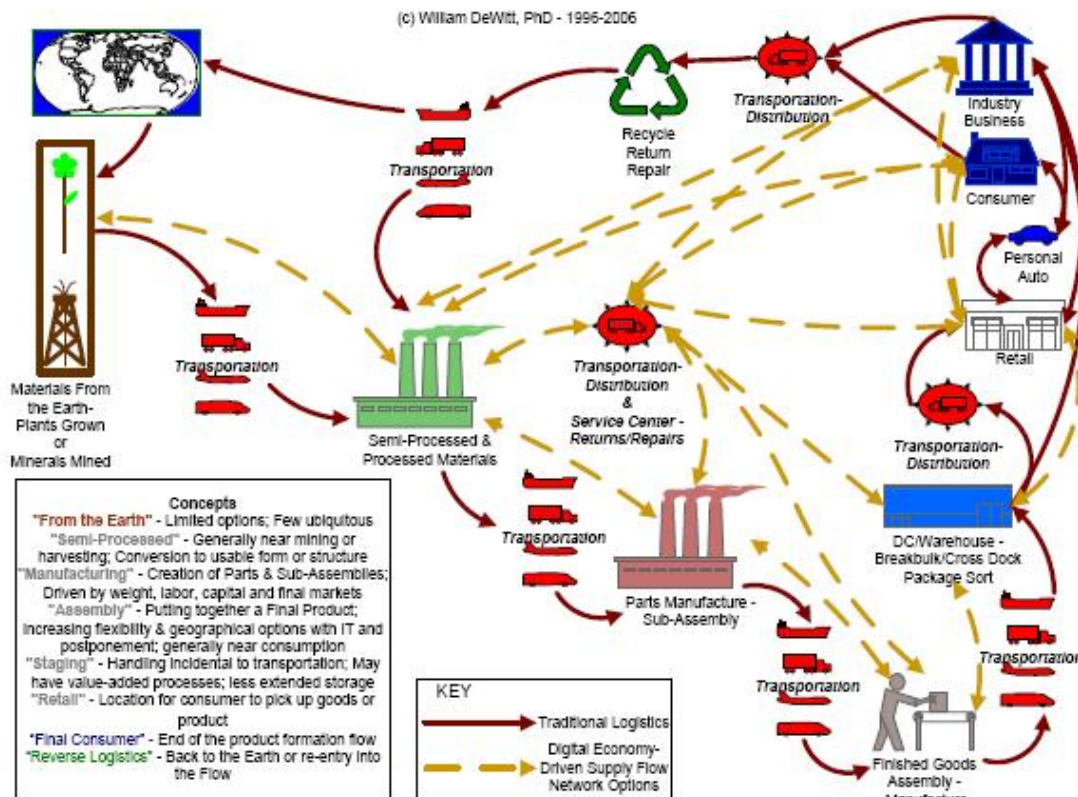 (c) William DeWitt, PhD - 1996-2006
Transportation-
Distribution
Industry
Business
Recycle
Return
Repair
Transportation
Consumer
Personal
Auto
Retail
Transportation
Materials From
the Earth-
Plants Grown
or
Minerals Mined
Semi-Processed &
Processed Materials
Transportation-
Distribution
&
Service Center -
Returns/Repairs
Transportation-
Distribution
DC/Warehouse -
Breakbulk/Cross Dock
Package Sort
Transportation
Parts Manufacture -
Sub-Assembly
Transportation
Transportation
Finished Goods
Assembly -
Concepts
"From the Earth" - Limited options; Few ubiquitous
"Semi-Processed" - Generally near mining or
harvesting; Conversion to usable form or structure
"Manufacturing" - Creation of Parts & Sub-Assemblies;
Driven by weight, labor, capital and final markets
"Assembly" - Putting together a Final Product;
Increasing flexibility & geographical options with IT and
postponement; generally near consumption
"Staging" - Handling incidental to transportation; May
have value-added processes; less extended storage
"Retail" - Location for consumer to pick up goods or
product
"Final Consumer" - End of the product formation flow
"Reverse Logistics" - Back to the Earth or re-entry into
the Flow
KEY
Traditional Logistics
Digital Economy-
Driven Supply Flow
Network Options